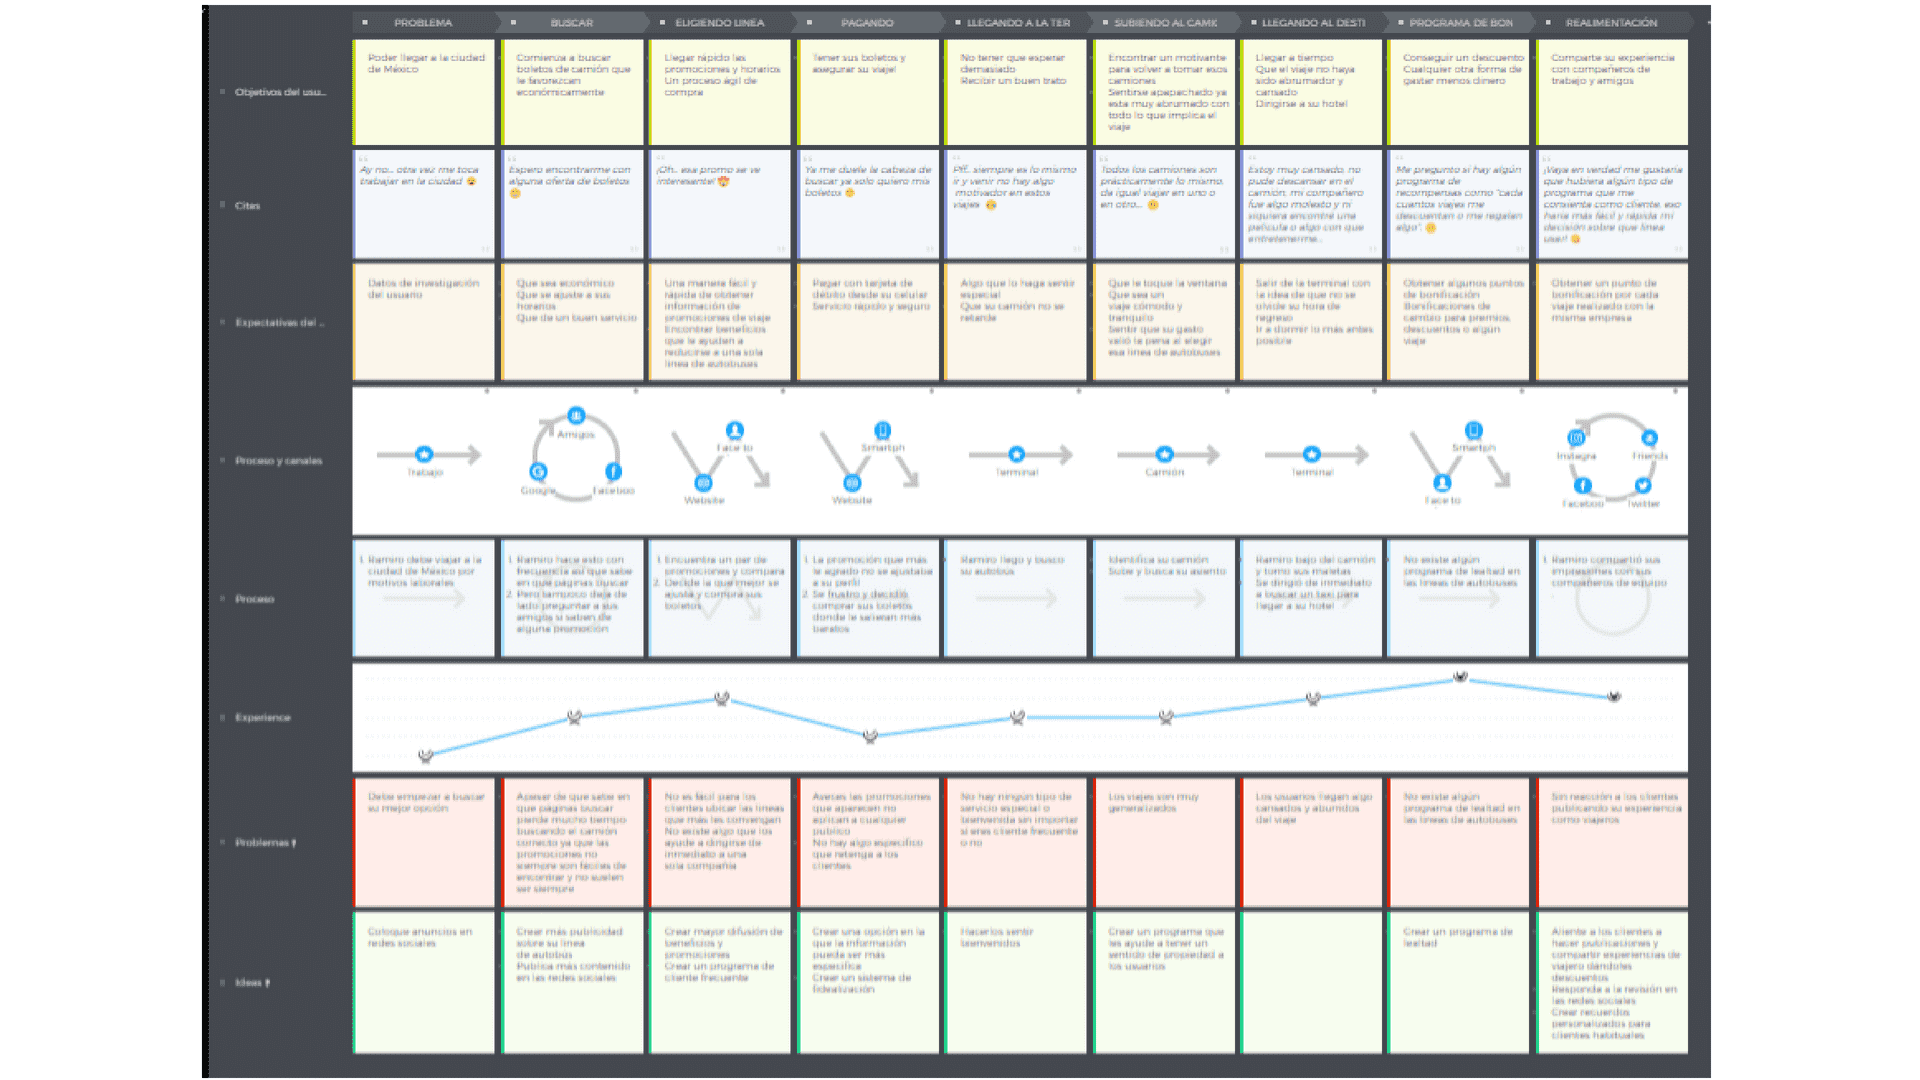 PROBLEMA
BUSCAR
ELIGIENDO LINEA
PAGANDO
LLEGANDO A LA TER
SUBIENDO AL CAMI
LLEGANDO AL DESTI
PROGRAMA DE BON
REALIMENTACIÓN
Objetivos del usu...
Poder llegar a la ciudad
de México
Comienza a buscar
boletos de camión que
le favorezcan
económicamente
Llegar rápido las
promociones y horarios
Un proceso ágil de
compra
Tener sus boletos y
asegurar su viaje!
No tener que esperar
demasiado
Recibir un buen trato
Encontrar un motivante
para volver a tomar esos
camiones
Sentirse apapachado ya
esta muy abrumado con
todo lo que implica el
viaje
Llegar a tiempo
Que el viaje no haya
sido abrumador y
cansado
Dirigirse a su hotel
Conseguir un descuento
Cualquier otra forma de
gastar menos dinero
Comparte su experiencia
con compañeros de
trabajo y amigos
Citas
Ay no.. otra vez me toca
trabajar en la ciudad 😩
Espero encontrarme con
alguna oferta de boletos
¡Oh.. esa promo se ve
interesante!
Ya me duele la cabeza de
buscar ya solo quiero mis
boletos
Pff.. siempre es lo mismo
ir y venir no hay algo
motivador en estos
viajes
Todos los camiones son
prácticamente lo mismo,
da igual viajar en uno o
en otro...
Estoy muy cansado, no
pude descansar en el
camión, mi compañero
fue algo molesto y ni
siquiera encontré una
película o algo con que
entretenerme..
Me pregunto si hay algún
programa de
recompensas como "cada
cuantos viajes me
descuentan o me regalan
algo".
¡Vaya en verdad me gustaría
que hubiera algún tipo de
programa que me
consienta como cliente, eso
haría más fácil y rápida mi
decisión sobre que línea
usar!
Expectativas del ...
Datos de investigación
del usuario
Que sea económico
Que se ajuste a sus
horarios
Que de un buen servicio
Una manera fácil y
rápida de obtener
información de
promociones de viaje
Encontrar beneficios
que le ayuden a
reducirse a una sola
línea de autobuses
Pagar con tarjeta de
débito desde su celular
Servicio rápido y seguro
Algo que lo haga sentir
especial
Que su camión no se
retarde
Que le toque la ventana
Que sea un
viaje cómodo y
tranquilo
Sentir que su gasto
valió la pena al elegir
esa línea de autobuses
Salir de la terminal con
la idea de que no se
olvide su hora de
regreso
Ir a dormir lo más antes
posible
Obtener algunos puntos
de bonificación
Bonificaciones de
cambio para premios,
descuentos o algún
viaje
Obtener un punto de
bonificación por cada
viaje realizado con la
misma empresa
Proceso y canales
Trabajo
Amigos
Google
Faceboo
Face to
Website
Smartph
Website
Terminal
Camión
Terminal
Smartph
Face to
Instagra
Friends
Faceboo
Twitter
Proceso
1. Ramiro debe viajar a la
ciudad de México por
motivos laborales
1. Ramiro hace esto con
frecuencia así que sabe
en que páginas buscar
2. Pero tampoco deja de
lado preguntar a sus
amigos si saben de
alguna promoción
1. Encuentra un par de
promociones y compara
2. Decide la que mejor se
ajusta y compra sus
boletos
1. La promoción que más
le agrado no se ajustaba
a su perfil
2. Se frustro y decidió
comprar sus boletos
donde le salieran más
baratos
Ramiro llego y busco
su autobus
Identifica su camión
Sube y busca su asiento
Ramiro bajo del camión
y tomo sus maletas
Se dirigió de inmediato
a buscar un taxi para
llegar a su hotel
No existe algún
programa de lealtad en
las líneas de autobuses
1. Ramiro compartió sus
impresiones con sus
compañeros de equipo
Experience
Problemas
Debe empezar a buscar
su mejor opción
Apesar de que sabe en
que páginas buscar
pierde mucho tiempo
buscando el camión
correcto ya que las
promociones no
siempre son fáciles de
encontrar y no suelen
ser siempre
No es fácil para los
clientes ubicar las líneas
que más les convengan
No existe algo que los
ayude a dirigirse de
inmediato a una
sola compañía
Aveces las promociones
que aparecen no
aplican a cualquier
publico
No hay algo especifico
que retenga a los
clientes
No hay ningún tipo de
servicio especial o
bienvenida sin importar
si eres cliente frecuente
o no
Los viajes son muy
generalizados
Los usuarios llegan algo
cansados y aburridos
del viaje
No existe algún
programa de lealtad en
las líneas de autobuses
Sin reacción a los clientes
publicando su experiencia
como viajeros
Ideas
Coloque anuncios en
redes sociales
Crear más publicidad
sobre su línea
de autobus
Publica más contenido
en las redes sociales
Crear mayor difusión de
beneficios y
promociones
Crear un programa de
cliente frecuente
Crear una opción en la
que la información
pueda ser más
especifica
Crear un sistema de
fidelización
Hacerlos sentir
bienvenidos
Crear un programa que
les ayude a tener un
sentido de propiedad a
los usuarios
Crear un programa de
lealtad
Aliente a los clientes a
hacer publicaciones y
compartir experiencias de
viajero dándoles
descuentos
Responda a la revisión en
las redes sociales
Crear recuerdos
personalizados para
clientes habituales